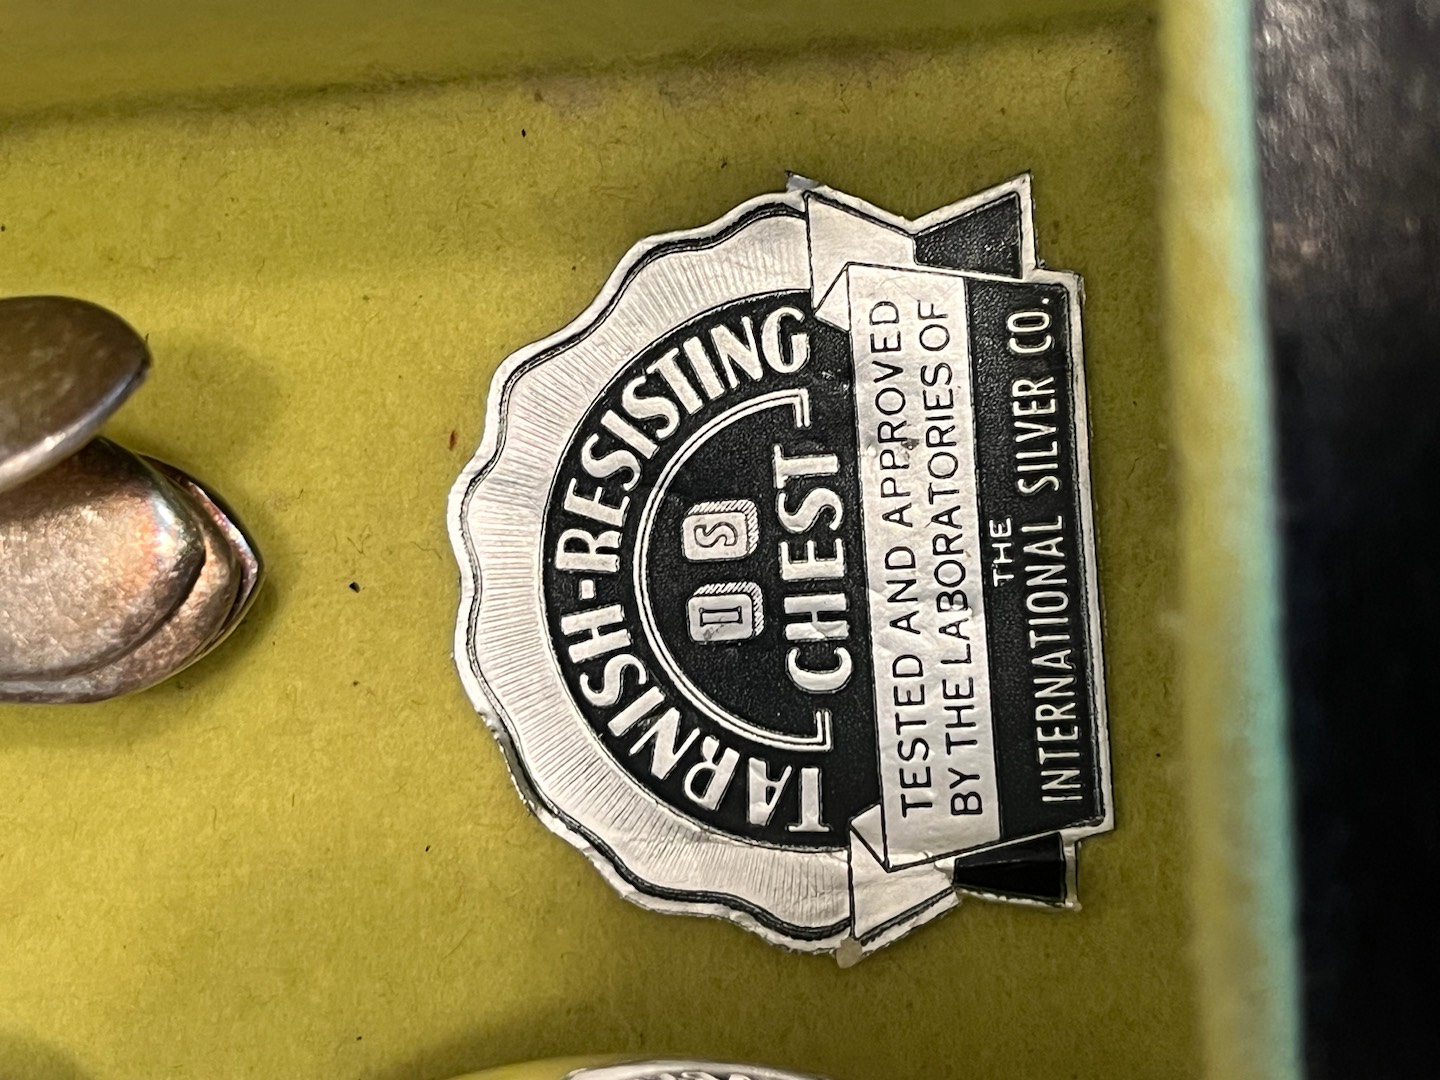 TARNISH-RESISTING
I S
CHEST
TESTED AND APPROVED
BY THE LABORATORIES OF
THE
INTERNATIONAL SILVER CO.